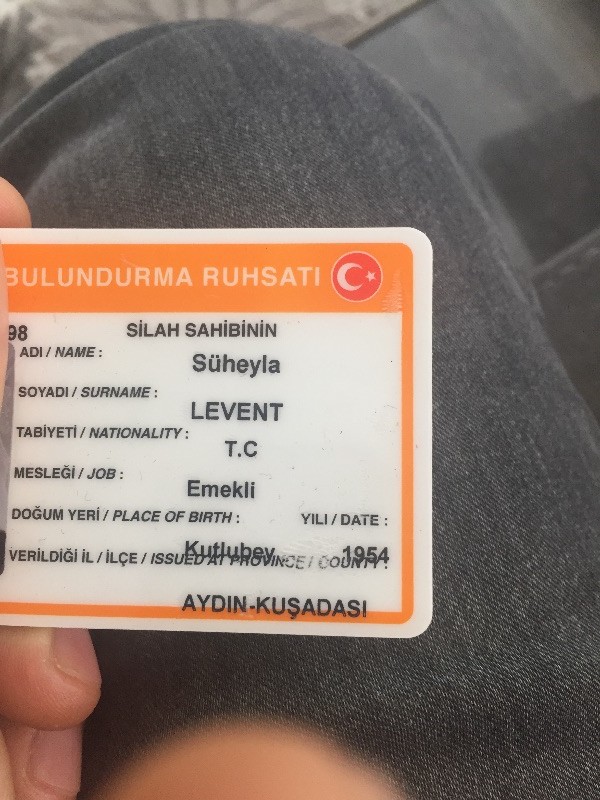 BULUNDURMA RUHSATI
98 SİLAH SAHİBİNİN
ADI / NAME :
Süheyla
SOYADI / SURNAME :
LEVENT
TABİYETİ / NATIONALITY :
T.C
MESLEĞİ / JOB :
Emekli
DOĞUM YERİ / PLACE OF BIRTH : YILI / DATE :
Kutlubey 1954
VERİLDİĞİ İL / İLÇE / ISSUED AT PROVINCE / COUNTY :
AYDIN-KUŞADASI